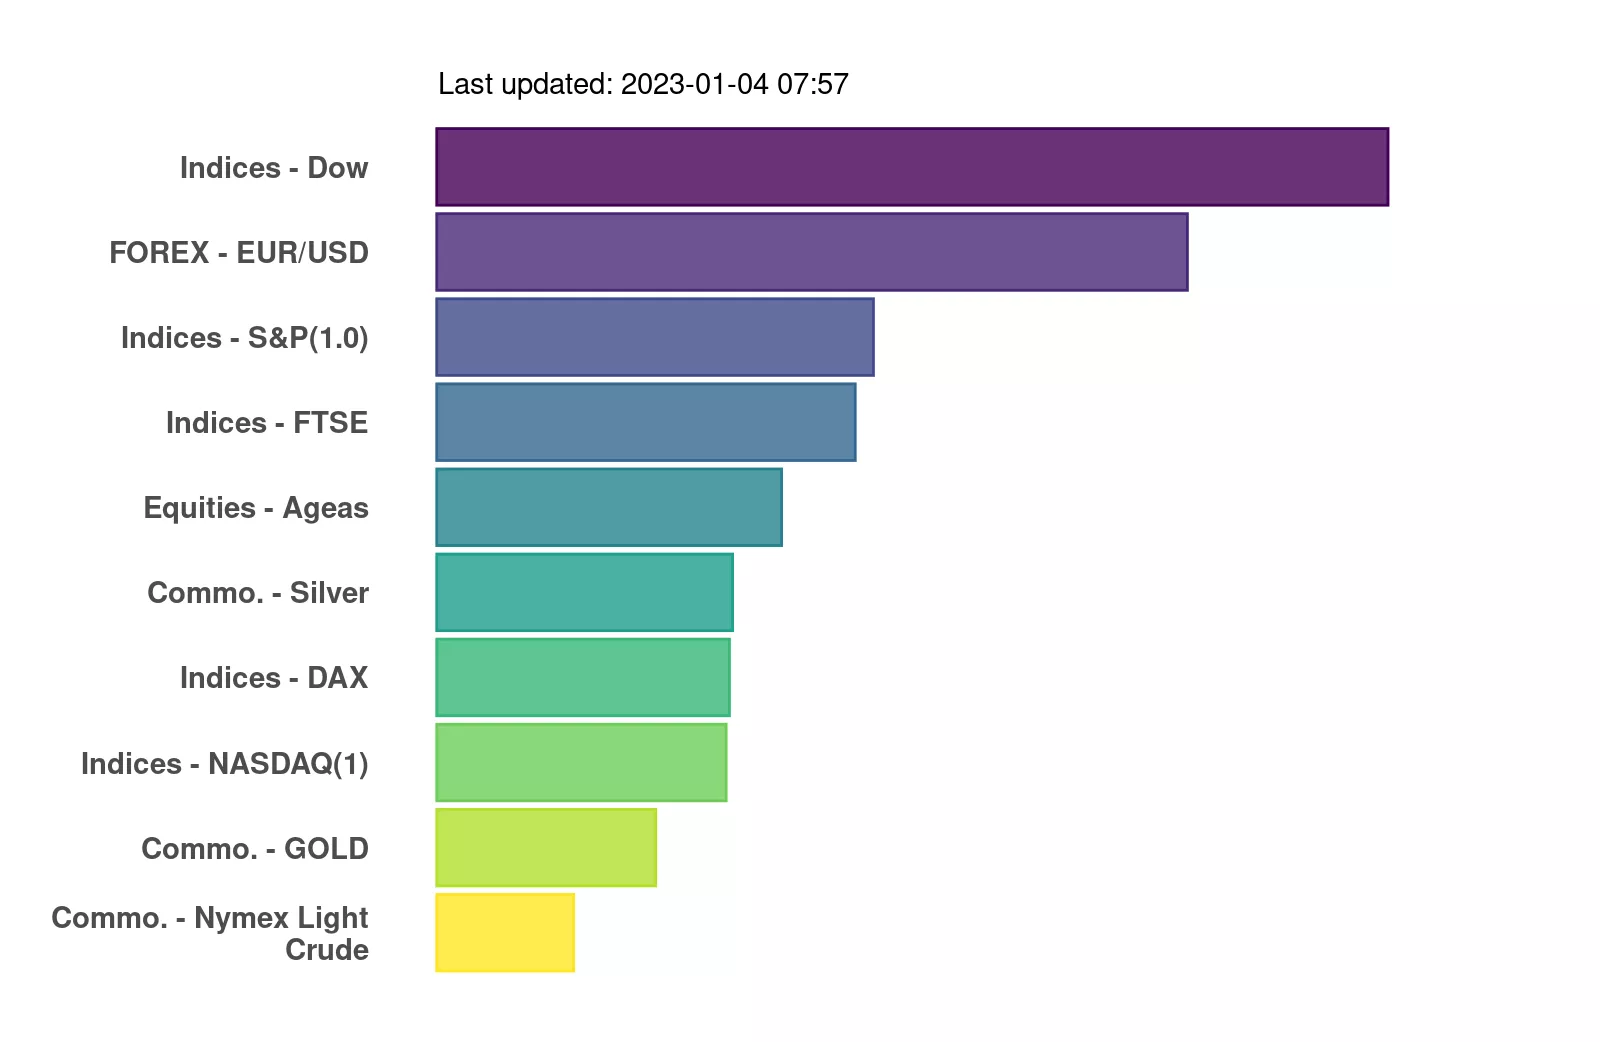 Last updated: 2023-01-04 07:57
Indices - Dow
FOREX - EUR/USD
Indices - S&P(1.0)
Indices - FTSE
Equities - Ageas
Commo. - Silver
Indices - DAX
Indices - NASDAQ(1)
Commo. - GOLD
Commo. - Nymex Light
Crude